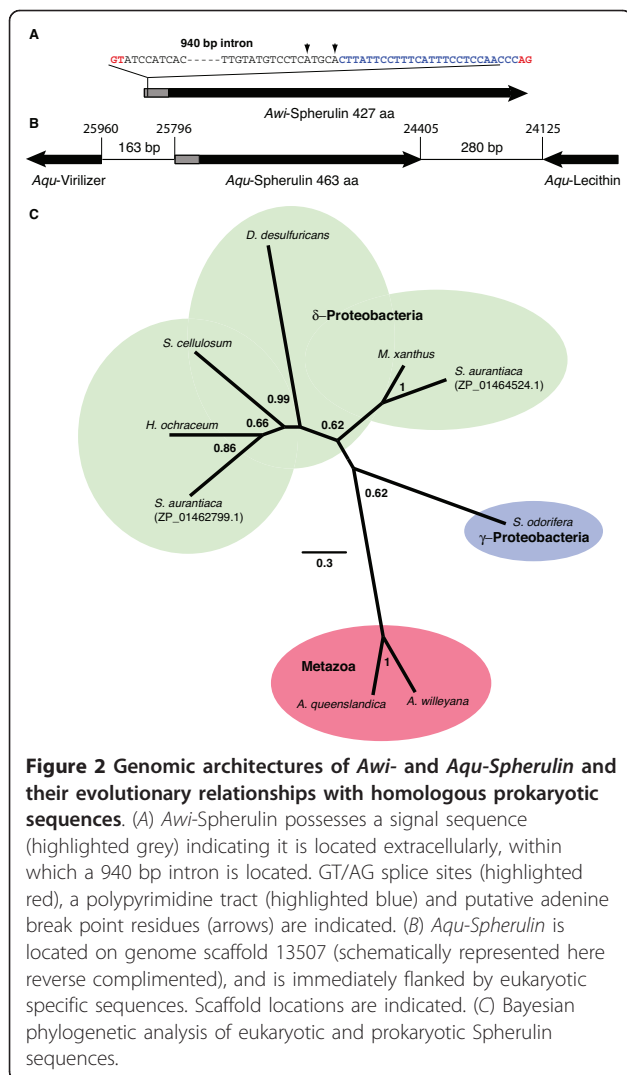 A
940 bp intron
GTATCCATCAC-----TTGTATGTCCTCATGCACTTATTCCTTTCATTTCCTCCAACCCAG
Awi-Spherulin 427 aa
B
25960 25796 24405 24125
163 bp 280 bp
Aqu-Virilizer Aqu-Spherulin 463 aa Aqu-Lecithin
C
D. desulfuricans
δ–Proteobacteria
S. cellulosum
M. xanthus
S. aurantiaca
(ZP_01464524.1)
1
0.99
0.66
0.62
H. ochraceum
0.86
0.62
S. aurantiaca
(ZP_01462799.1)
S. odorifera
γ–Proteobacteria
0.3
Metazoa
1
A. queenslandica
A. willeyana
Figure 2 Genomic architectures of Awi- and Aqu-Spherulin and
their evolutionary relationships with homologous prokaryotic
sequences. (A) Awi-Spherulin possesses a signal sequence
(highlighted grey) indicating it is located extracellularly, within
which a 940 bp intron is located. GT/AG splice sites (highlighted
red), a polypyrimidine tract (highlighted blue) and putative adenine
break point residues (arrows) are indicated. (B) Aqu-Spherulin is
located on genome scaffold 13507 (schematically represented here
reverse complimented), and is immediately flanked by eukaryotic
specific sequences. Scaffold locations are indicated. (C) Bayesian
phylogenetic analysis of eukaryotic and prokaryotic Spherulin
sequences.